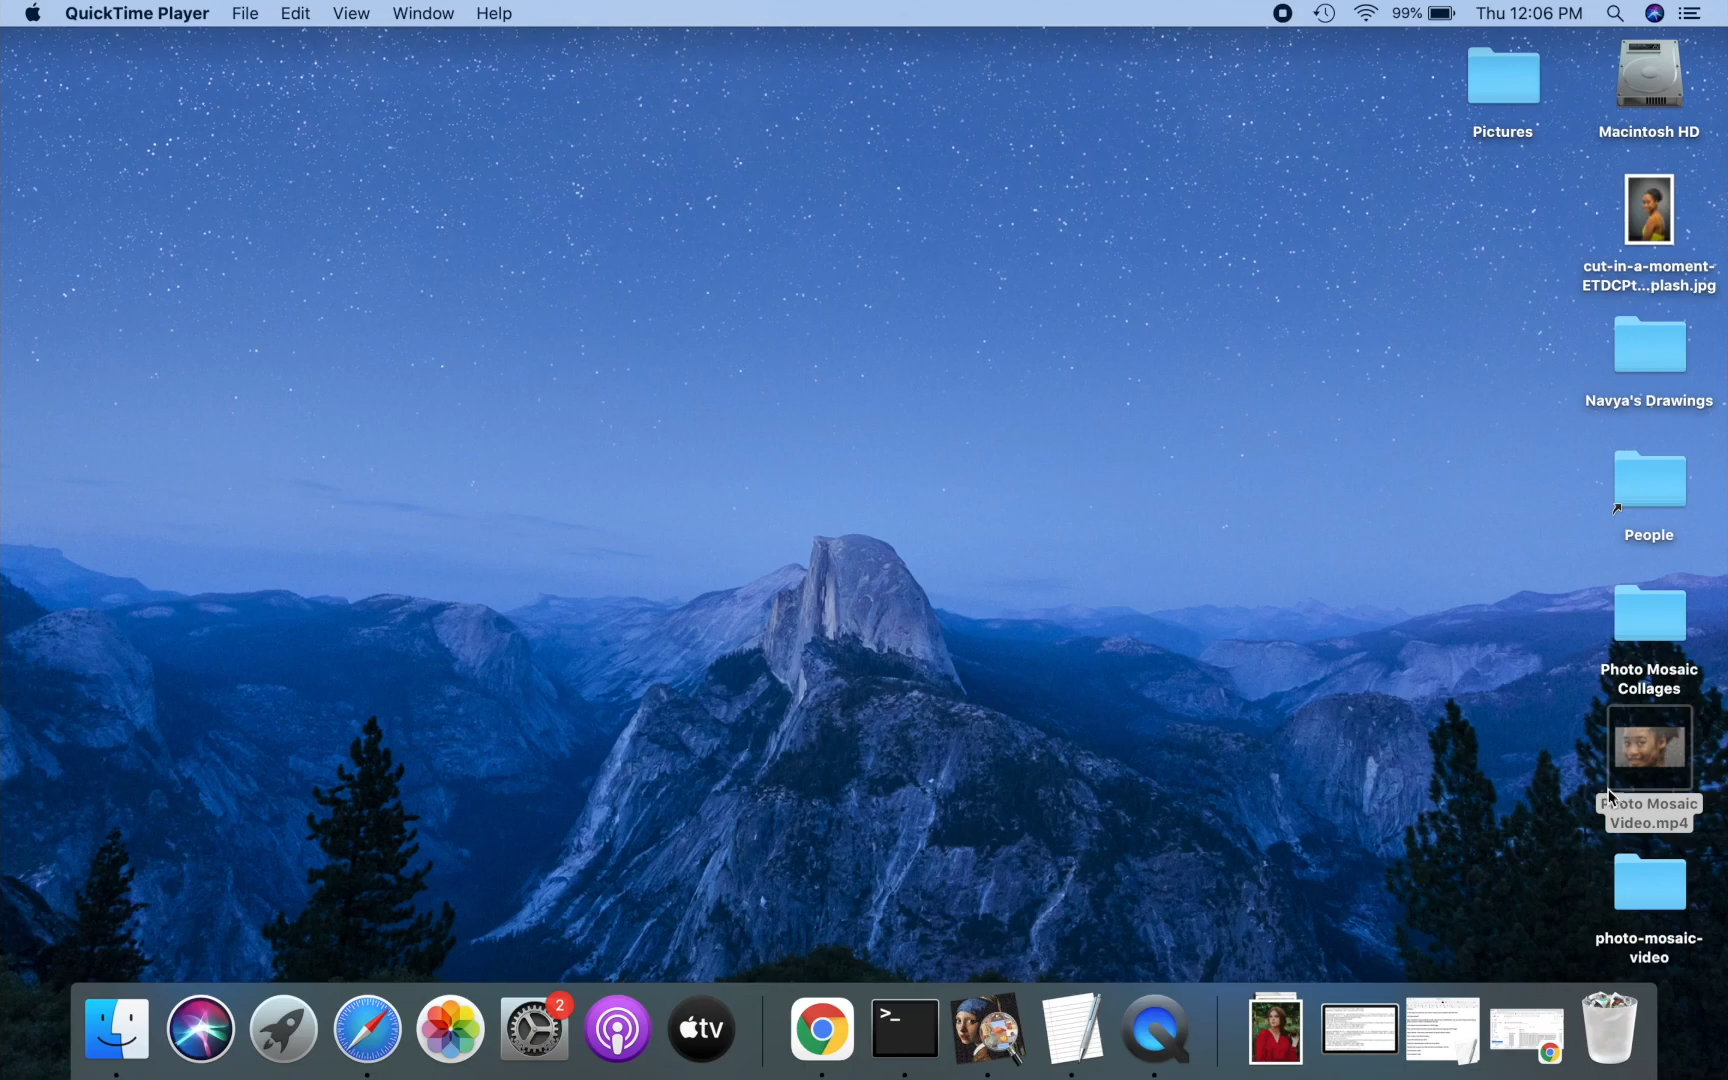 QuickTime Player File Edit View Window Help 99% Thu 12:06 PM
Pictures
Macintosh HD
cut-in-a-moment-
ETDCPt...plash.jpg
Navya's Drawings
People
Photo Mosaic
Collages
Photo Mosaic
Video.mp4
photo-mosaic-
video
2
>_
tv